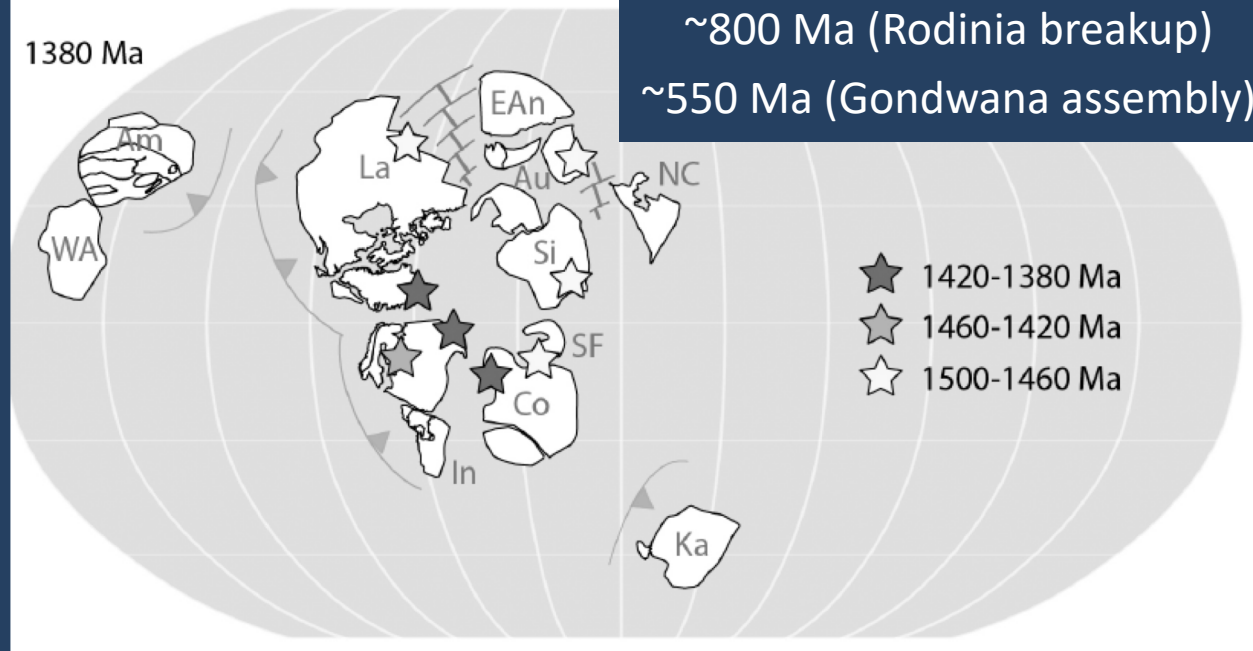 ~800 Ma (Rodinia breakup)
~550 Ma (Gondwana assembly)
1380 Ma
Am
WA
La
EAn
Au
NC
Si
SF
Co
In
Ka
1420-1380 Ma
1460-1420 Ma
1500-1460 Ma